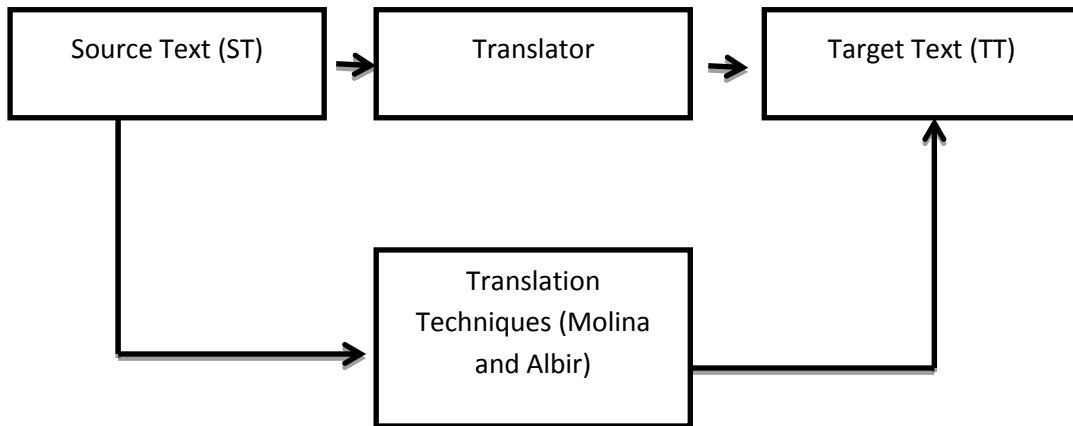 Source Text (ST)
Translator
Target Text (TT)
Translation
Techniques (Molina
and Albir)